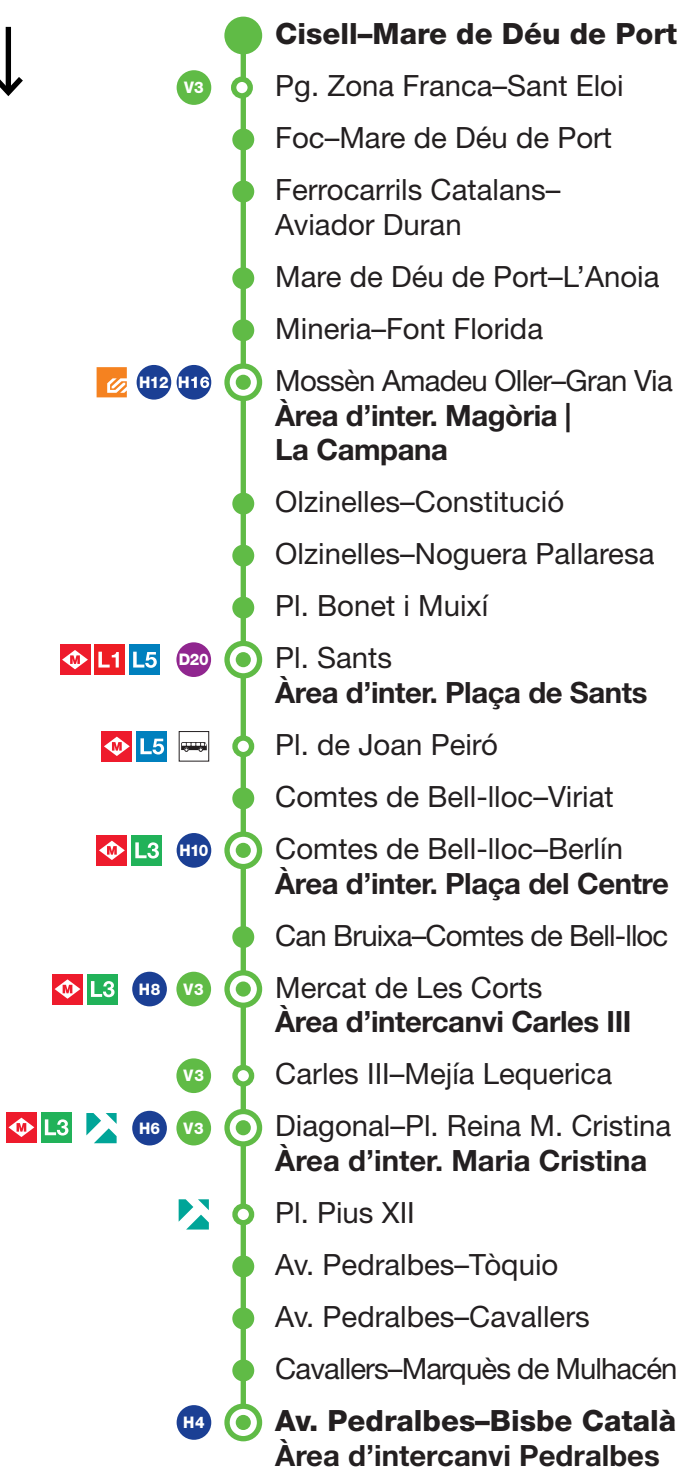 Cisell–Mare de Déu de Port
V3 Pg. Zona Franca–Sant Eloi
Foc–Mare de Déu de Port
Ferrocarrils Catalans–
Aviador Duran
Mare de Déu de Port–L’Anoia
Mineria–Font Florida
H12 H16 Mossèn Amadeu Oller–Gran Via
Àrea d’inter. Magòria |
La Campana
Olzinelles–Constitució
Olzinelles–Noguera Pallaresa
Pl. Bonet i Muixí
M L1 L5 D20 Pl. Sants
Àrea d’inter. Plaça de Sants
M L5 Pl. de Joan Peiró
Comtes de Bell-lloc–Viriat
M L3 H10 Comtes de Bell-lloc–Berlín
Àrea d’inter. Plaça del Centre
Can Bruixa–Comtes de Bell-lloc
M L3 H8 V3 Mercat de Les Corts
Àrea d’intercanvi Carles III
V3 Carles III–Mejía Lequerica
M L3 H6 V3 Diagonal–Pl. Reina M. Cristina
Àrea d’inter. Maria Cristina
Pl. Pius XII
Av. Pedralbes–Tòquio
Av. Pedralbes–Cavallers
Cavallers–Marquès de Mulhacén
H4 Av. Pedralbes–Bisbe Català
Àrea d’intercanvi Pedralbes